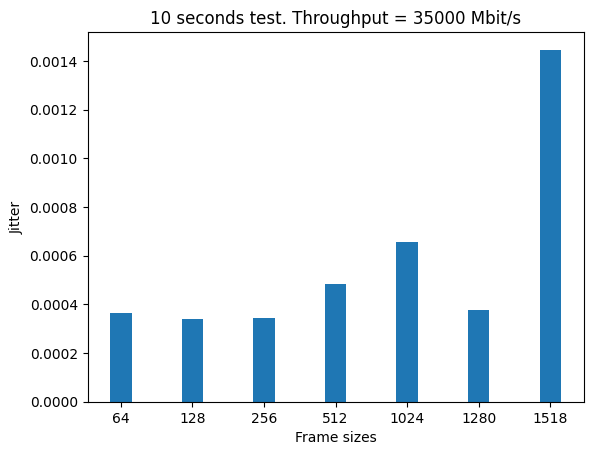 10 seconds test. Throughput = 35000 Mbit/s
0.0014
0.0012
0.0010
0.0008
0.0006
0.0004
0.0002
0.0000
Jitter
64 128 256 512 1024 1280 1518
Frame sizes